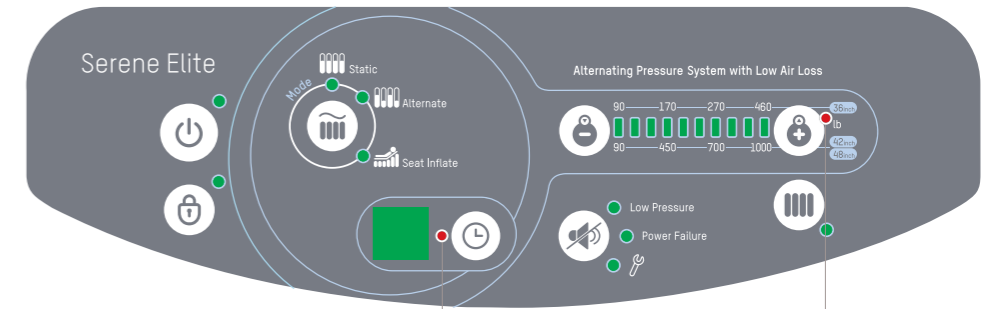 Serene Elite
Mode
Static
Alternate
Seat Inflate
Alternating Pressure System with Low Air Loss
90 170 270 460 36inch
lb
90 450 700 1000 42inch
48inch
Low Pressure
Power Failure